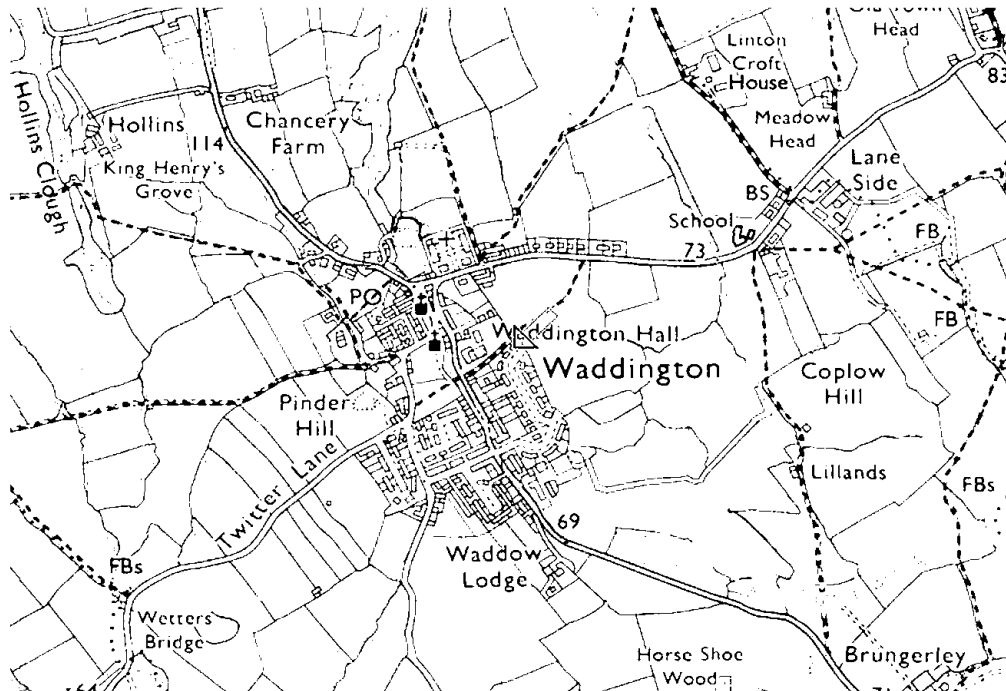 Linton
Croft
House
Head
83
Meadow
Head
Hollins
Clough
Hollins
114
Chancery
Farm
King Henry's
Grove
Lane
Side
BS
School
73
FB
FB
PO
Waddington Hall
Waddington
Coplow
Hill
Pinder
Hill
Twitter Lane
Lillands
FBs
69
Waddow
Lodge
FBs
Wetters
Bridge
Horse Shoe
Wood
Brungerley